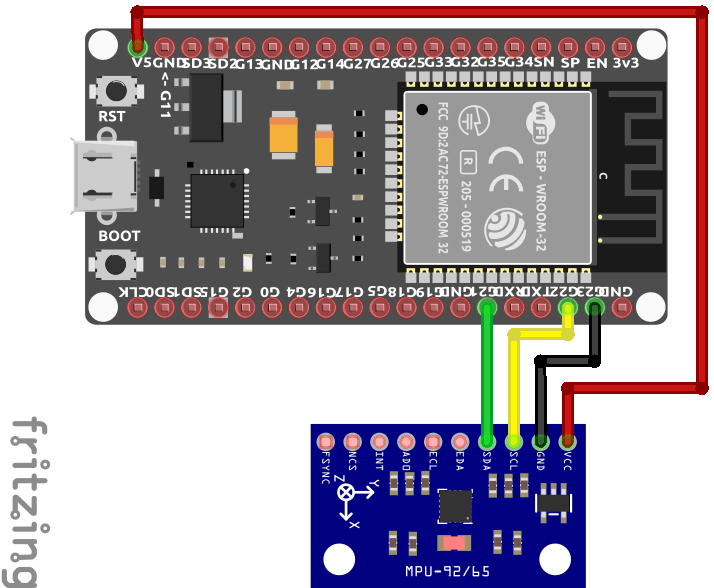 V5 GND SD3 SD2 G13 GND G12 G14 G27 G26 G25 G33 G32 G35 G34 SN SP EN 3v3
<- G11
RST
BOOT
FCC 9D:2AC72-ESPWROOM 32
R
205 - 000519
CE
WiFi
ESP - WROOM-32
C
CLK SD0 SD1 G15 G2 G0 G4 G16 G17 G5 G18 G19 GND G21 RXD TXD G22 G23 GND
FSYNC NCS INT ADO ECL EDA SDA SCL GND VCC
Z Y
X
MPU-92/65
fritzing